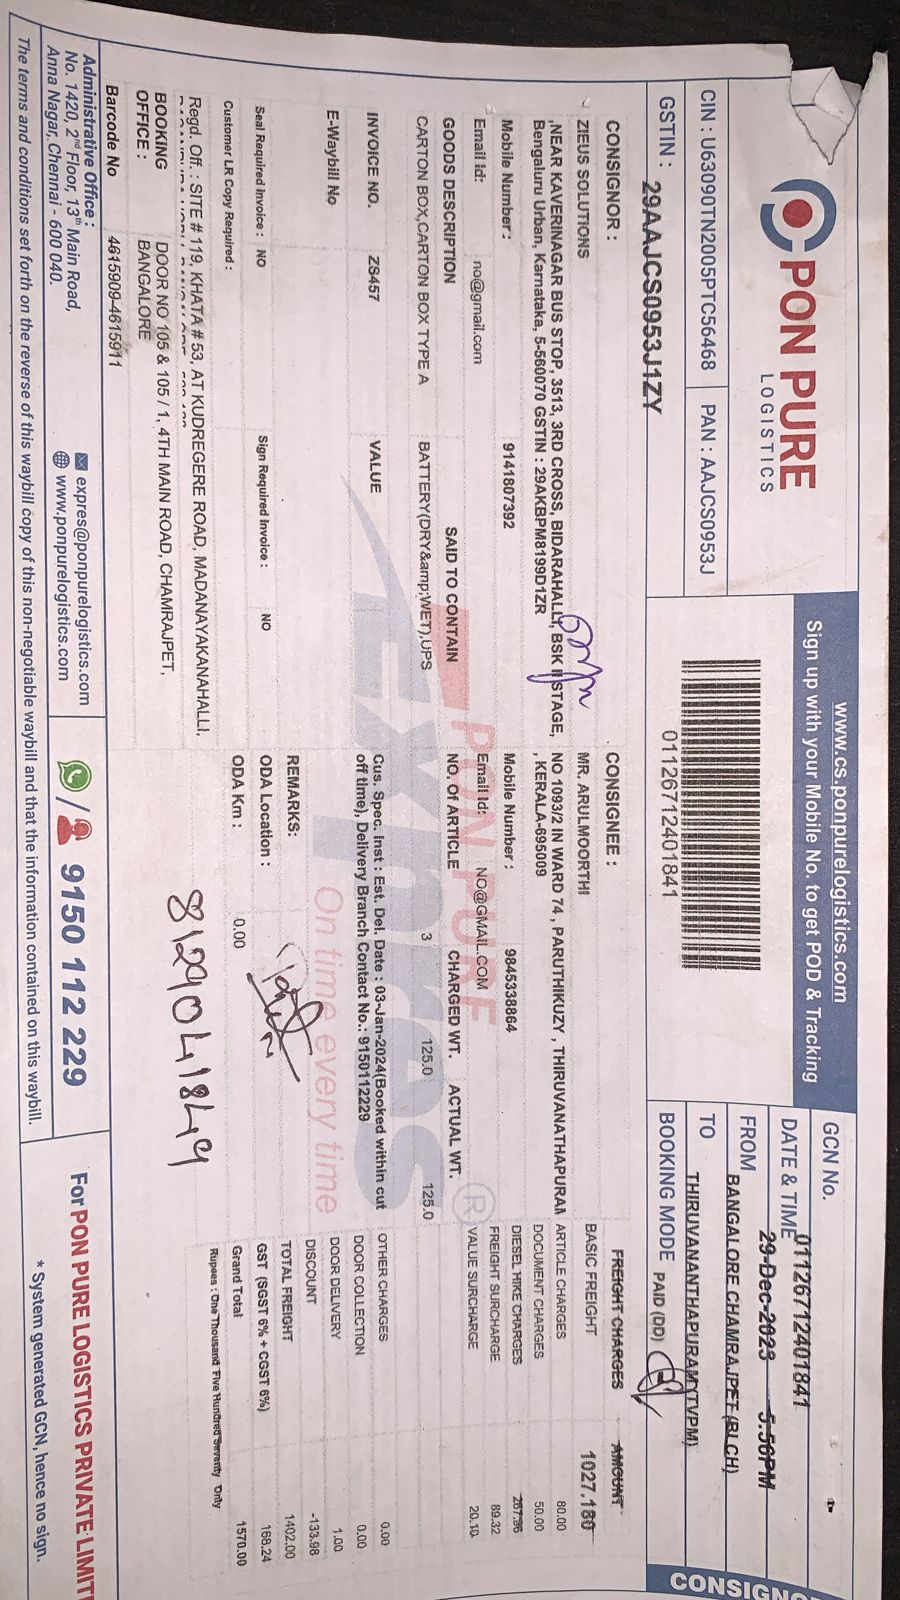 PON PURE
LOGISTICS
www.cs.ponpurelogistics.com
Sign up with your Mobile No. to get POD & Tracking
CIN : U63090TN2005PTC56468 PAN : AAJCS0953J
GSTIN : 29AAJCS0953J1ZY
01126712401841
GCN No. 01126712401841
DATE & TIME 29-Dec-2023 5.56PM
FROM BANGALORE CHAMRAJPET (BLCH)
TO THIRUVANANTHAPURAM(TVPM)
BOOKING MODE PAID (DD)
CONSIGNOR :
ZIEUS SOLUTIONS
,NEAR KAVERINAGAR BUS STOP, 3513, 3RD CROSS, BIDARAHALLI, BSK II STAGE,
Bengaluru Urban, Karnataka, 5-560070 GSTIN : 29AKBPM8199D1ZR
Mobile Number : 9141807392
Email Id: no@gmail.com
CONSIGNEE :
MR. ARULMOORTHI
NO 1093/2 IN WARD 74 , PARUTHIKUZY , THIRUVANATHAPURAM
, KERALA-695009
Mobile Number : 9845338864
Email Id: NO@GMAIL.COM
GOODS DESCRIPTION SAID TO CONTAIN NO. Of ARTICLE CHARGED WT. ACTUAL WT.
CARTON BOX,CARTON BOX TYPE A BATTERY(DRY&amp;WET),UPS 3 125.0 125.0
INVOICE NO. ZS457 VALUE
E-Waybill No
Cus. Spec. Inst : Est. Del. Date : 03-Jan-2024(Booked within cut
off time), Delivery Branch Contact No.: 9150112229
Seal Required Invoice : NO Sign Required Invoice : NO
Customer LR Copy Required :
REMARKS:
ODA Location :
ODA Km : 0.00
8129041849
FREIGHT CHARGES AMOUNT
BASIC FREIGHT 1027.180
ARTICLE CHARGES 80.00
DOCUMENT CHARGES 50.00
DIESEL HIKE CHARGES 267.96
FREIGHT SURCHARGE 89.32
VALUE SURCHARGE 20.10
OTHER CHARGES 0.00
DOOR COLLECTION 0.00
DOOR DELIVERY 1.00
DISCOUNT -133.98
TOTAL FREIGHT 1402.00
GST (SGST 6% + CGST 6%) 168.24
Grand Total 1570.00
Rupees : One Thousand Five Hundred Seventy Only
PON PURE
express
On time every time
Regd. Off. : SITE # 119, KHATA # 53, AT KUDREGERE ROAD, MADANAYAKANAHALLI,
BOOKING OFFICE : DOOR NO 105 & 105 / 1, 4TH MAIN ROAD, CHAMRAJPET,
BANGALORE
Barcode No 4615909-4615911
Administrative Office :
No. 1420, 2nd Floor, 13th Main Road,
Anna Nagar, Chennai - 600 040.
expres@ponpurelogistics.com
www.ponpurelogistics.com
/ 9150 112 229
For PON PURE LOGISTICS PRIVATE LIMIT
* System generated GCN, hence no sign.
The terms and conditions set forth on the reverse of this waybill copy of this non-negotiable waybill and that the information contained on this waybill.